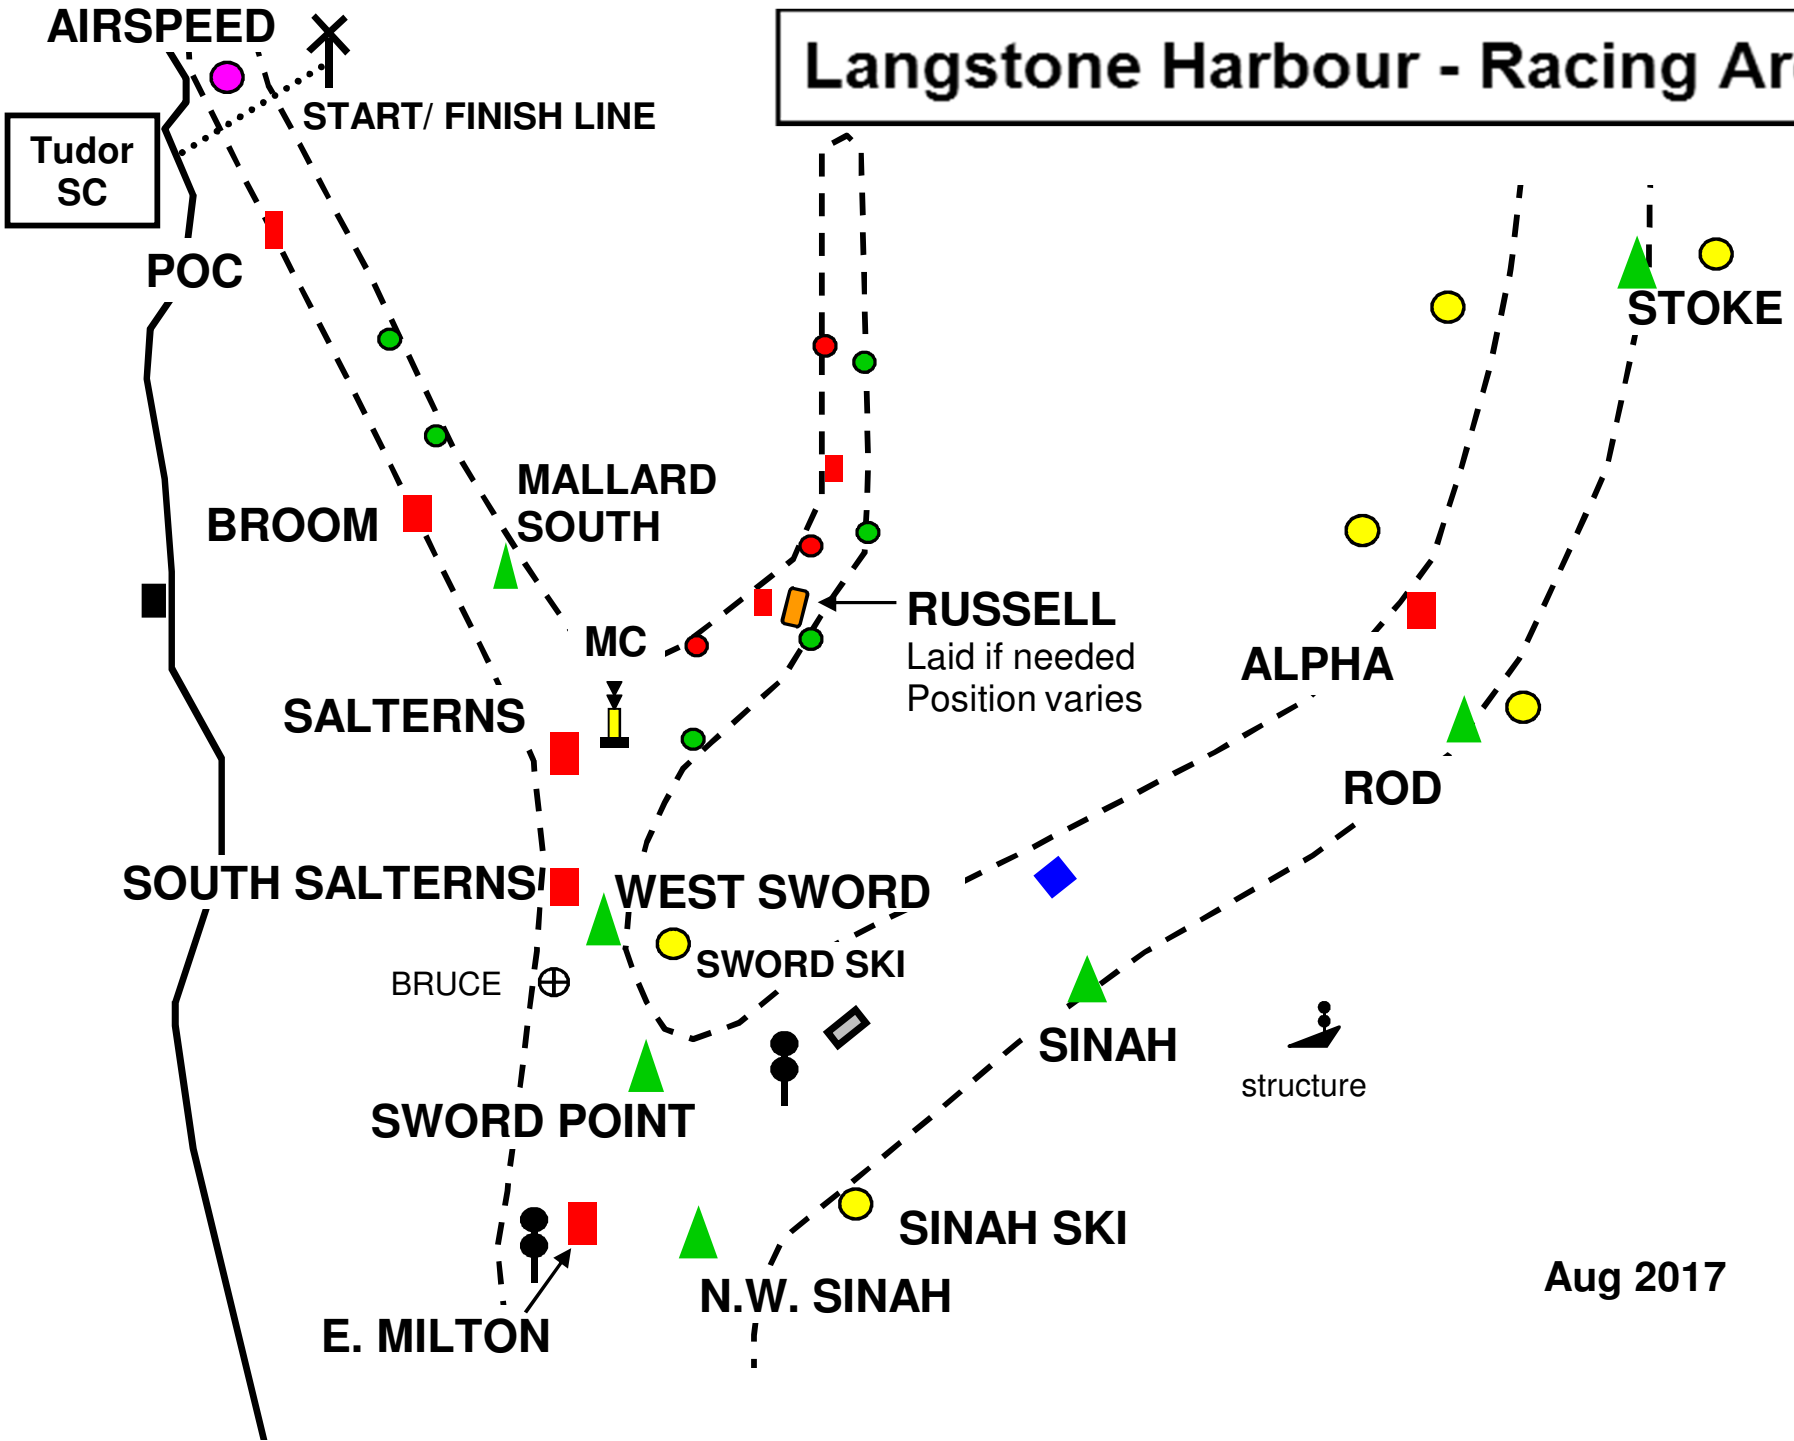 AIRSPEED
Langstone Harbour - Racing Ar
START/ FINISH LINE
Tudor
SC
POC
STOKE
MALLARD
SOUTH
BROOM
RUSSELL
Laid if needed
Position varies
MC
ALPHA
SALTERNS
ROD
SOUTH SALTERNS
WEST SWORD
SWORD SKI
BRUCE
SINAH
structure
SWORD POINT
SINAH SKI
N.W. SINAH
Aug 2017
E. MILTON